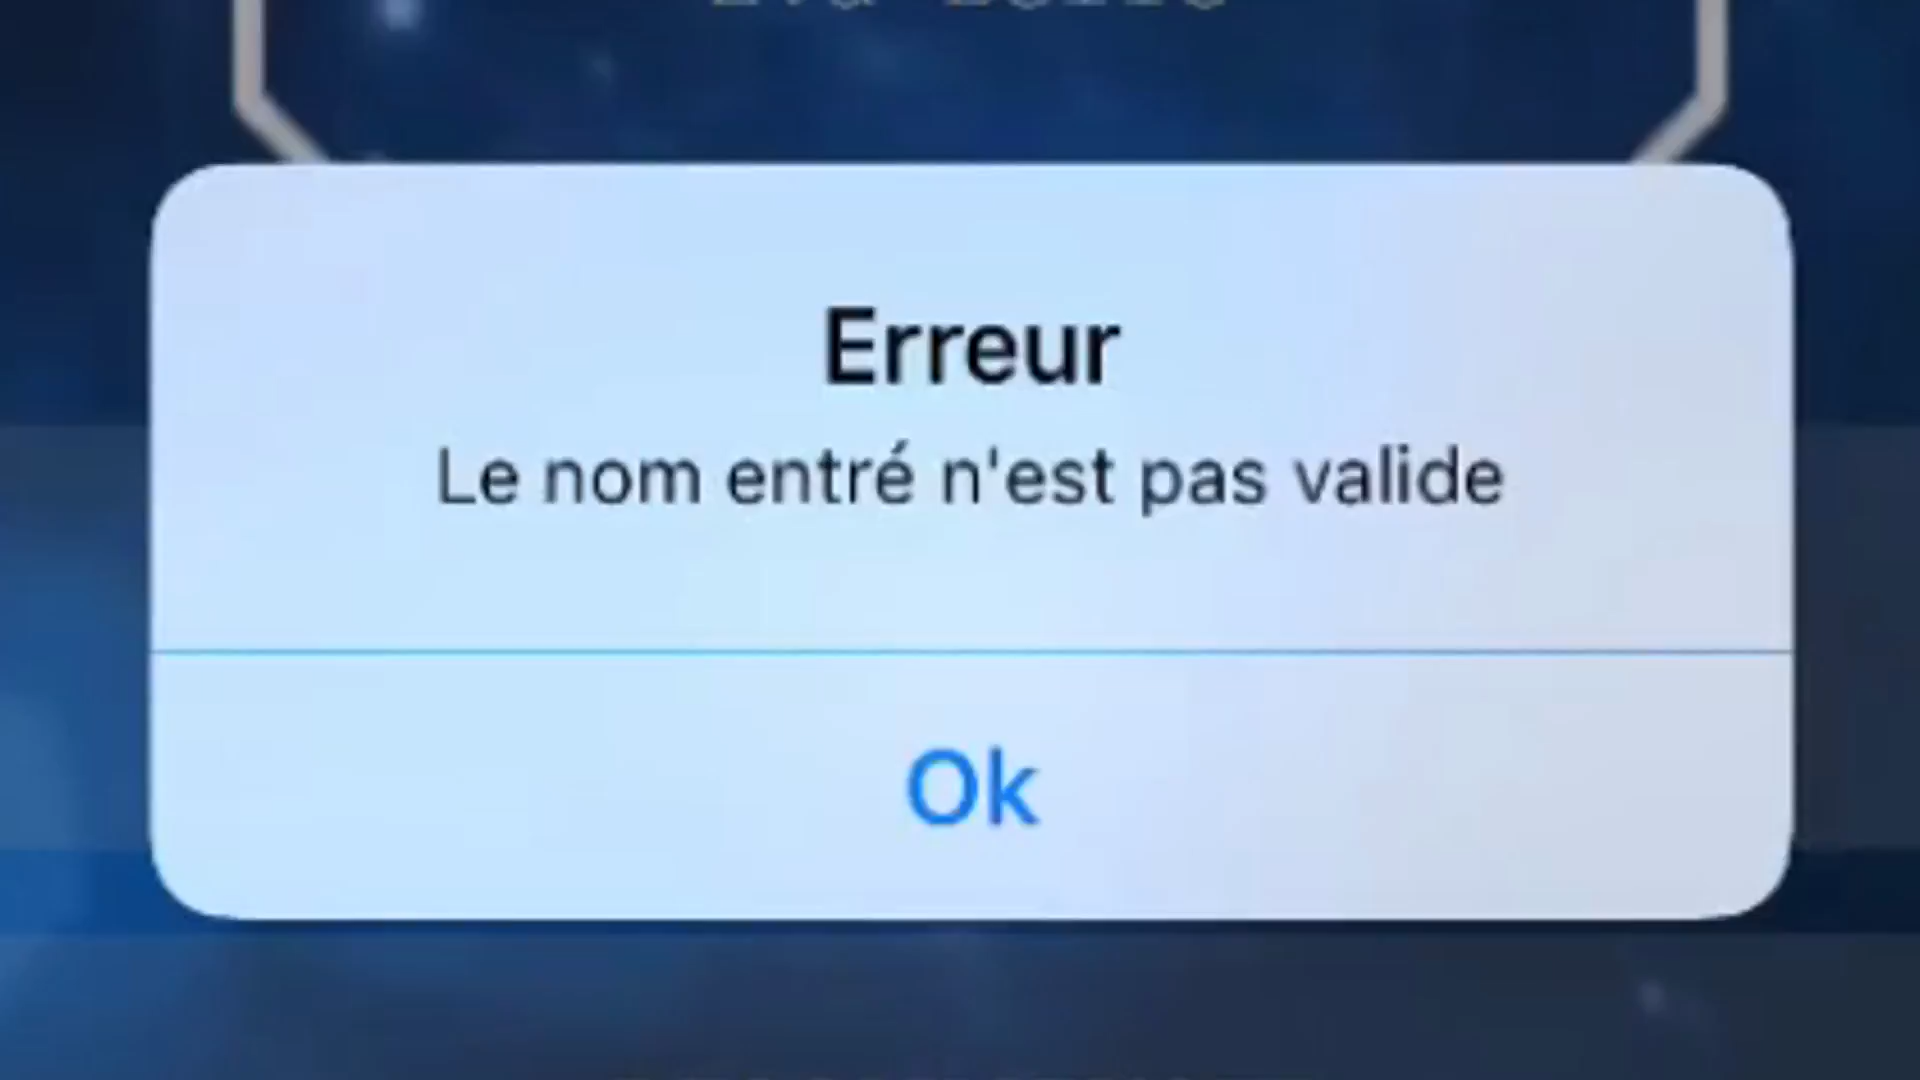 Erreur
Le nom entré n'est pas valide
Ok